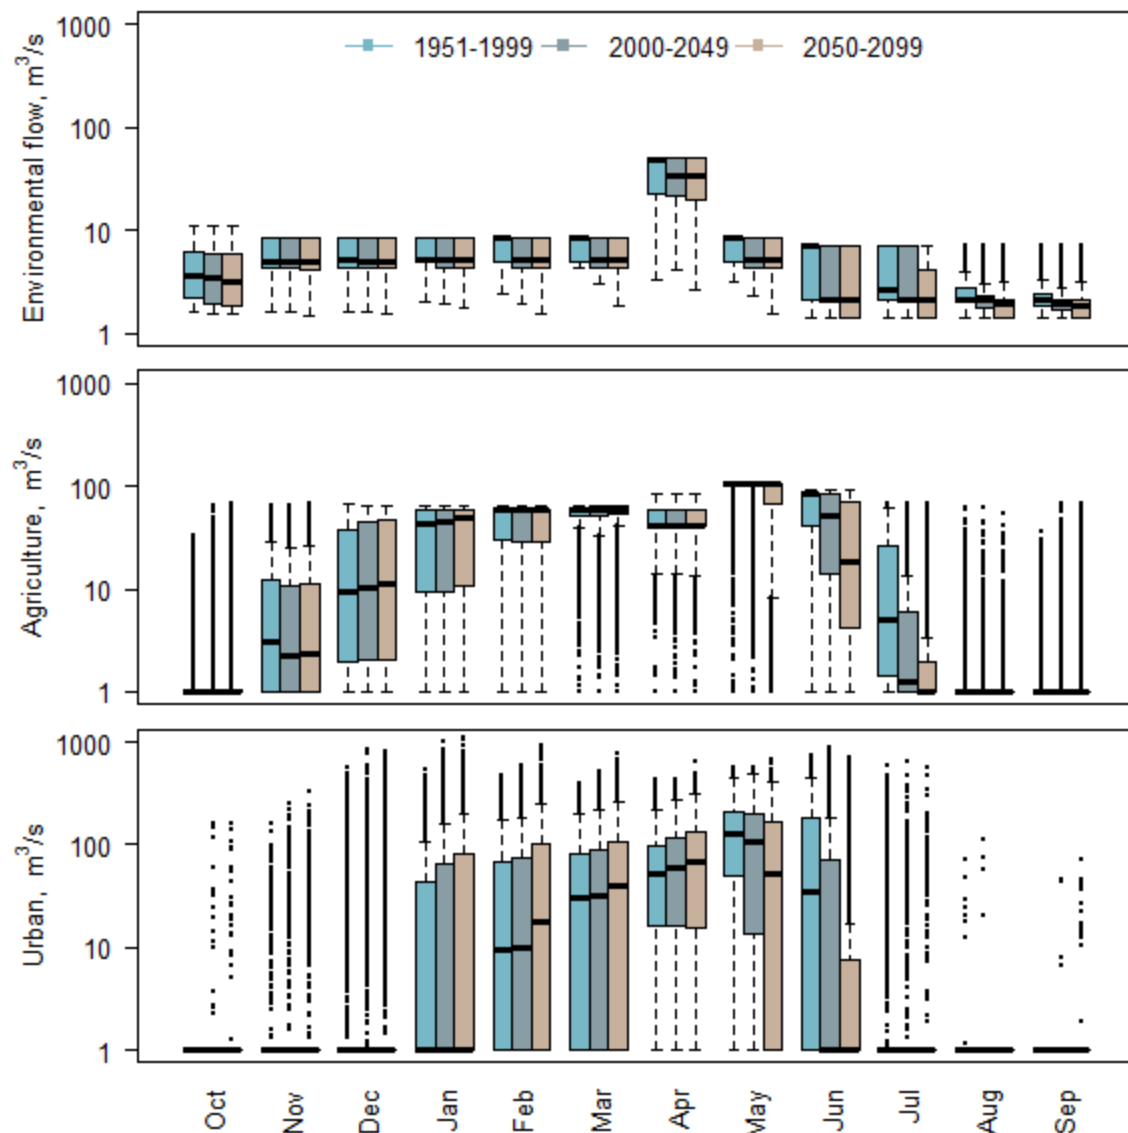 1951-1999 2000-2049 2050-2099
Environmental flow, m³/s
1000
100
10
1
Agriculture, m³/s
1000
100
10
1
Urban, m³/s
1000
100
10
1
Oct Nov Dec Jan Feb Mar Apr May Jun Jul Aug Sep